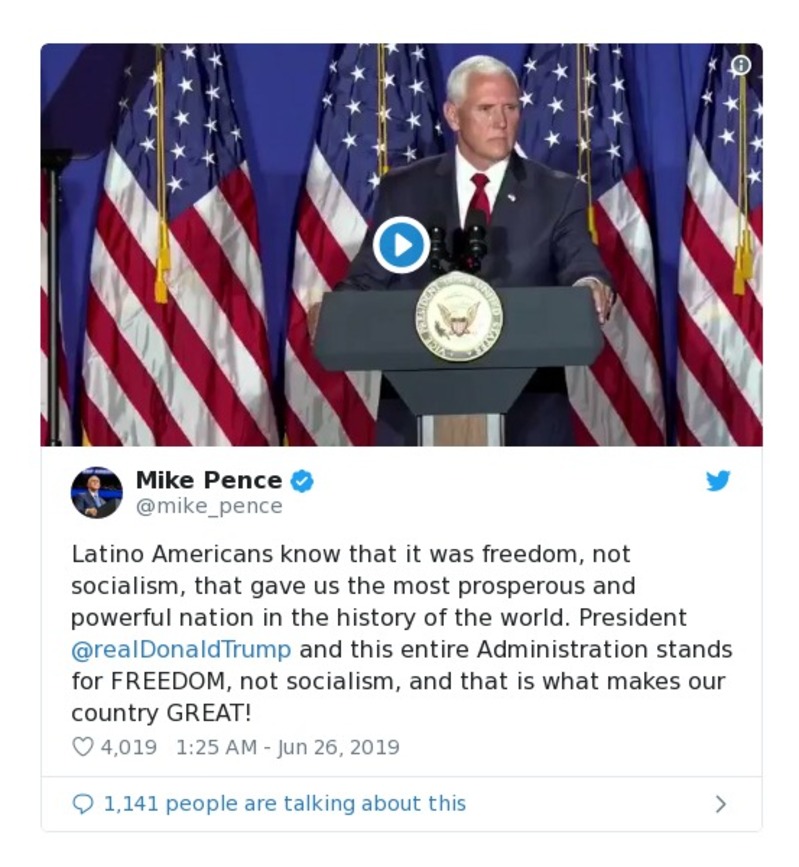 Mike Pence
@mike_pence
Latino Americans know that it was freedom, not
socialism, that gave us the most prosperous and
powerful nation in the history of the world. President
@realDonaldTrump and this entire Administration stands
for FREEDOM, not socialism, and that is what makes our
country GREAT!
4,019 1:25 AM - Jun 26, 2019
1,141 people are talking about this